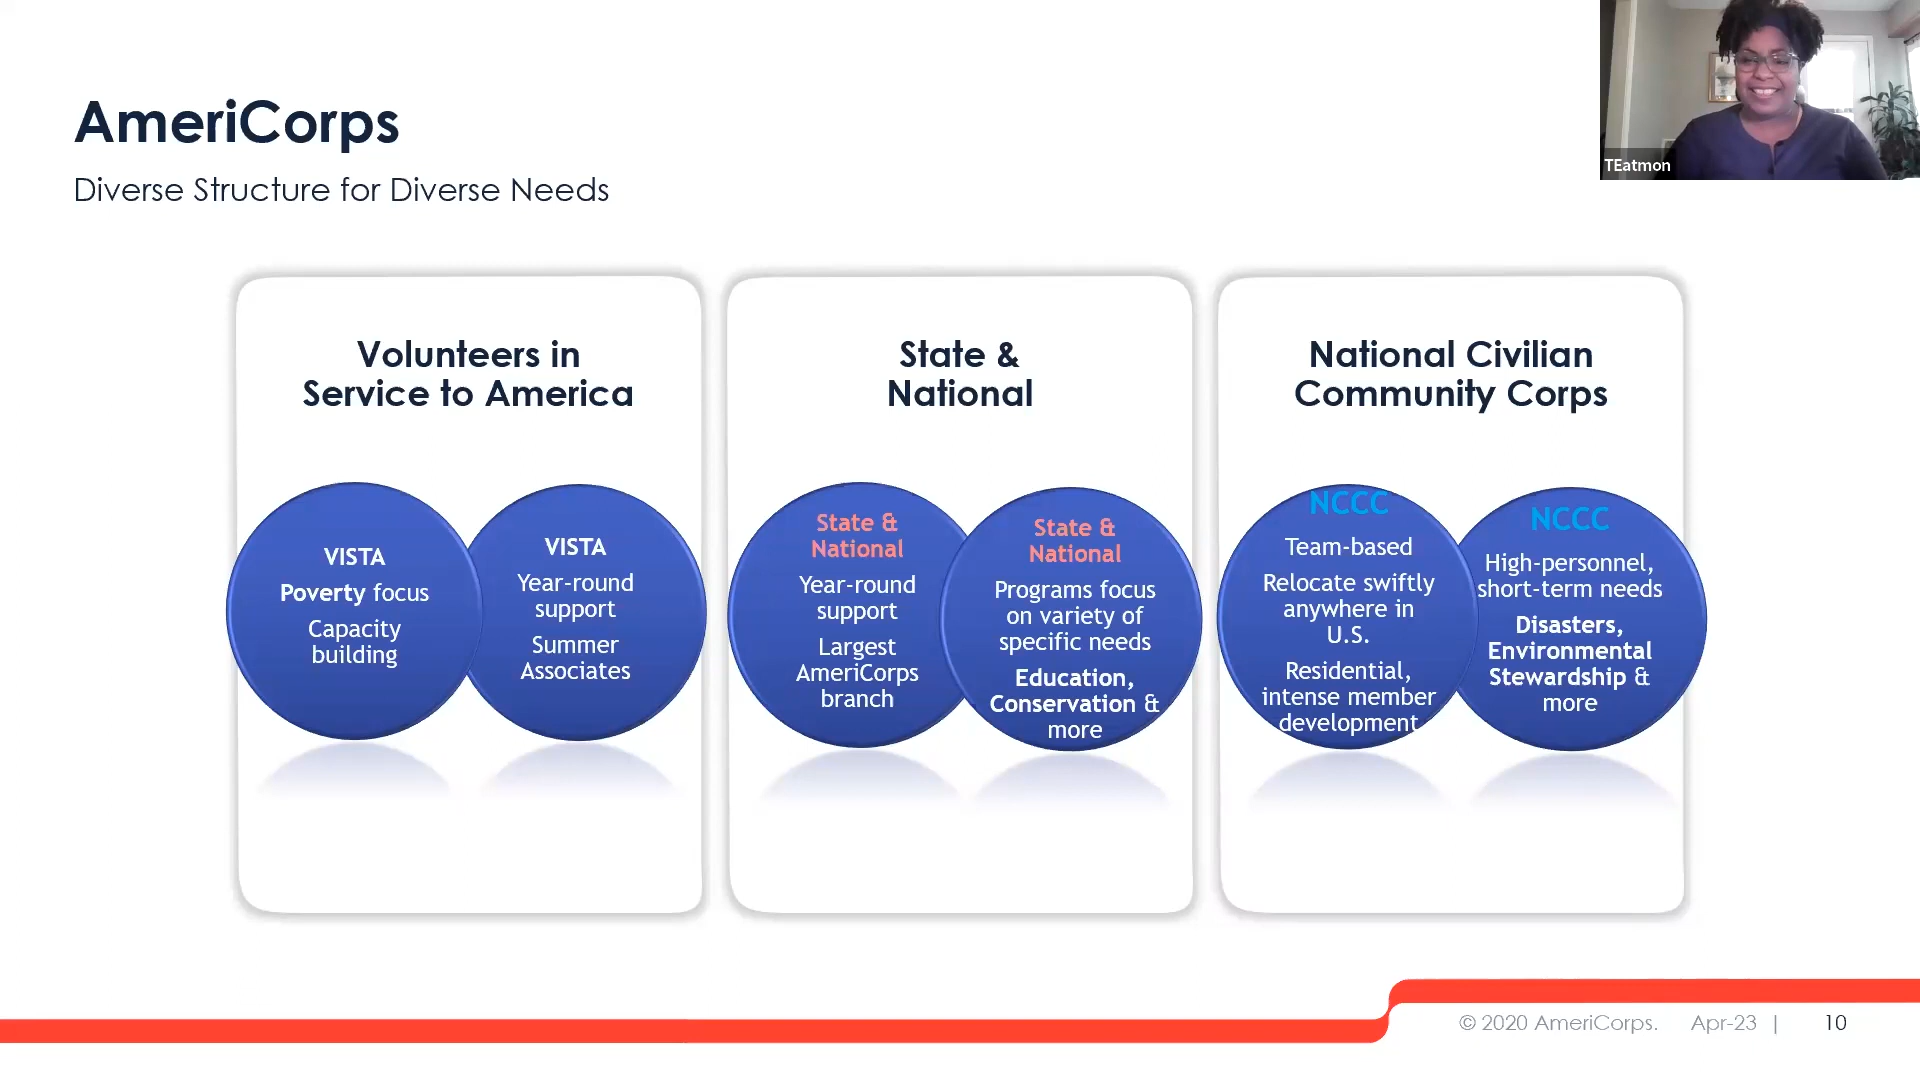 AmeriCorps
Diverse Structure for Diverse Needs
TEatmon
Volunteers in
Service to America
VISTA
Poverty focus
Capacity
building
VISTA
Year-round
support
Summer
Associates
State &
National
State &
National
Year-round
support
Largest
AmeriCorps
branch
State &
National
Programs focus
on variety of
specific needs
Education,
Conservation &
more
National Civilian
Community Corps
NCCC
Team-based
Relocate swiftly
anywhere in
U.S.
Residential,
intense member
development
NCCC
High-personnel,
short-term needs
Disasters,
Environmental
Stewardship &
more
© 2020 AmeriCorps. Apr-23 | 10